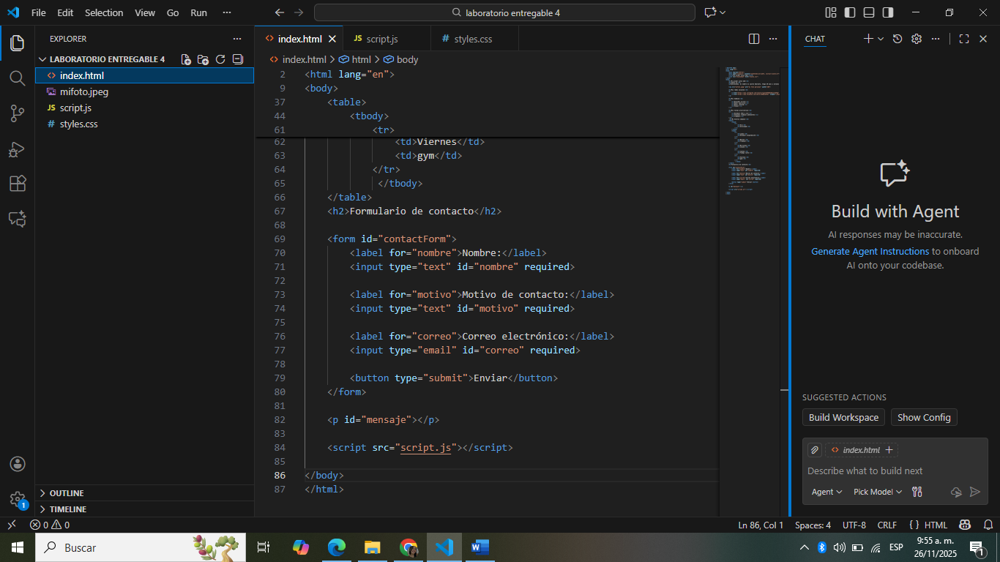 File Edit Selection View Go Run ··· laboratorio entregable 4
EXPLORER
LABORATORIO ENTREGABLE 4
index.html
mifoto.jpeg
script.js
styles.css
OUTLINE
TIMELINE
index.html script.js styles.css
index.html > html > body
2 <html lang="en">
9 <body>
37 <table>
44 <tbody>
61 <tr>
62 <td>Viernes</td>
63 <td>gym</td>
64 </tr>
65 </tbody>
66 </table>
67 <h2>Formulario de contacto</h2>
68
69 <form id="contactForm">
70 <label for="nombre">Nombre:</label>
71 <input type="text" id="nombre" required>
72
73 <label for="motivo">Motivo de contacto:</label>
74 <input type="text" id="motivo" required>
75
76 <label for="correo">Correo electrónico:</label>
77 <input type="email" id="correo" required>
78
79 <button type="submit">Enviar</button>
80 </form>
81
82 <p id="mensaje"></p>
83
84 <script src="script.js"></script>
85
86 </body>
87 </html>
CHAT
Build with Agent
AI responses may be inaccurate.
Generate Agent Instructions to onboard
AI onto your codebase.
SUGGESTED ACTIONS
Build Workspace Show Config
index.html
Describe what to build next
Agent Pick Model
0 0 Ln 86, Col 1 Spaces: 4 UTF-8 CRLF { } HTML
1
Buscar
ESP
9:55 a. m.
26/11/2025
1